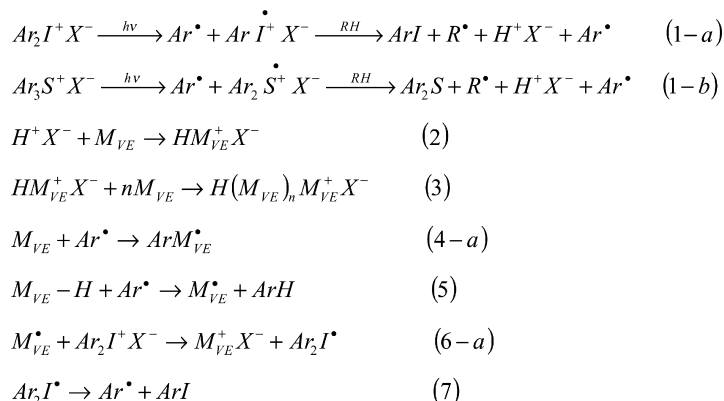 Ar₂I⁺X⁻ —hν→ Ar• + Ar İ⁺ X⁻ —RH→ ArI + R• + H⁺X⁻ + Ar• (1−a)
Ar₃S⁺X⁻ —hν→ Ar• + Ar₂ Ṡ⁺ X⁻ —RH→ Ar₂S + R• + H⁺X⁻ + Ar• (1−b)
H⁺X⁻ + M_VE → HM_VE⁺X⁻ (2)
HM_VE⁺X⁻ + nM_VE → H(M_VE)ₙM_VE⁺X⁻ (3)
M_VE + Ar• → ArM_VE• (4−a)
M_VE − H + Ar• → M_VE• + ArH (5)
M_VE• + Ar₂I⁺X⁻ → M_VE⁺X⁻ + Ar₂I• (6−a)
Ar₂I• → Ar• + ArI (7)